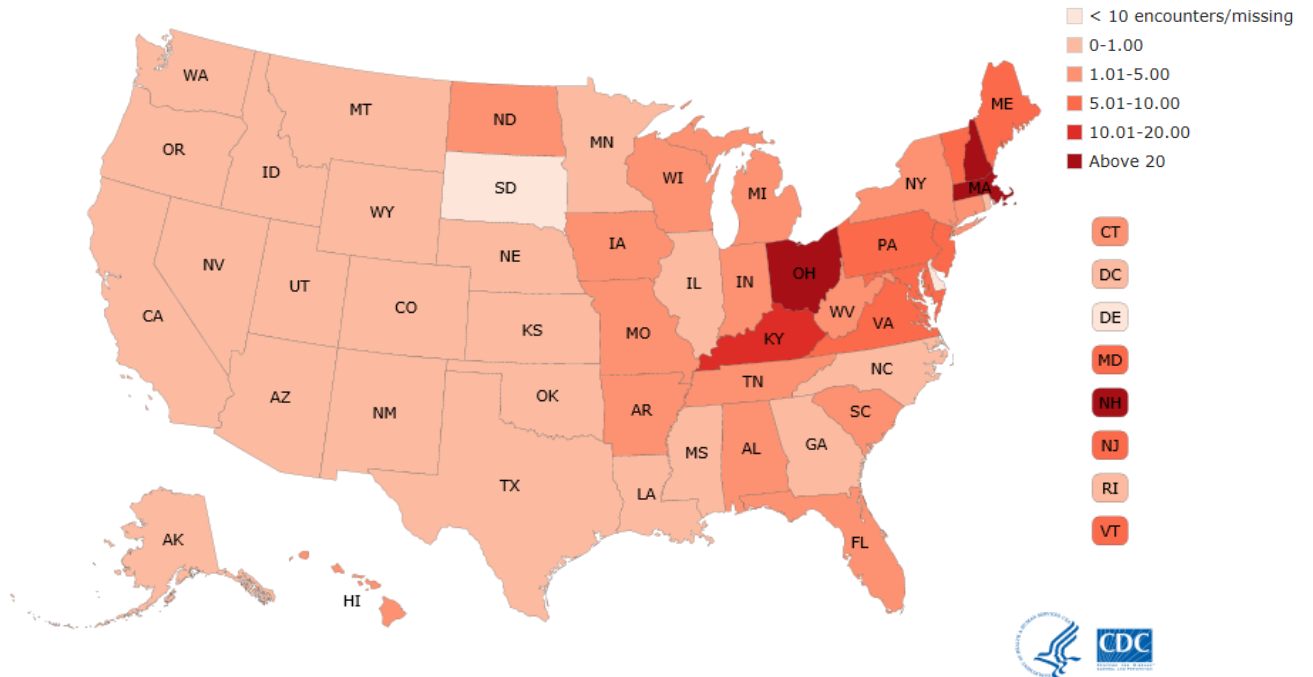 < 10 encounters/missing
0-1.00
1.01-5.00
5.01-10.00
10.01-20.00
Above 20
WA
MT
ND
MN
ME
OR
ID
SD
WI
MI
NY
MA
WY
NE
IA
PA
NV
UT
CO
IL
IN
OH
CA
KS
MO
WV
VA
KY
NC
AZ
NM
OK
AR
TN
SC
TX
LA
MS
AL
GA
AK
HI
FL
CT
DC
DE
MD
NH
NJ
RI
VT
CDC